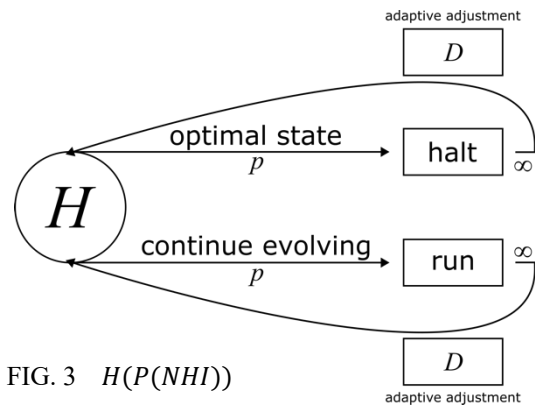 adaptive adjustment
D
optimal state
p
halt
∞
H
continue evolving
p
run
∞
D
adaptive adjustment
FIG. 3 H(P(NHI))